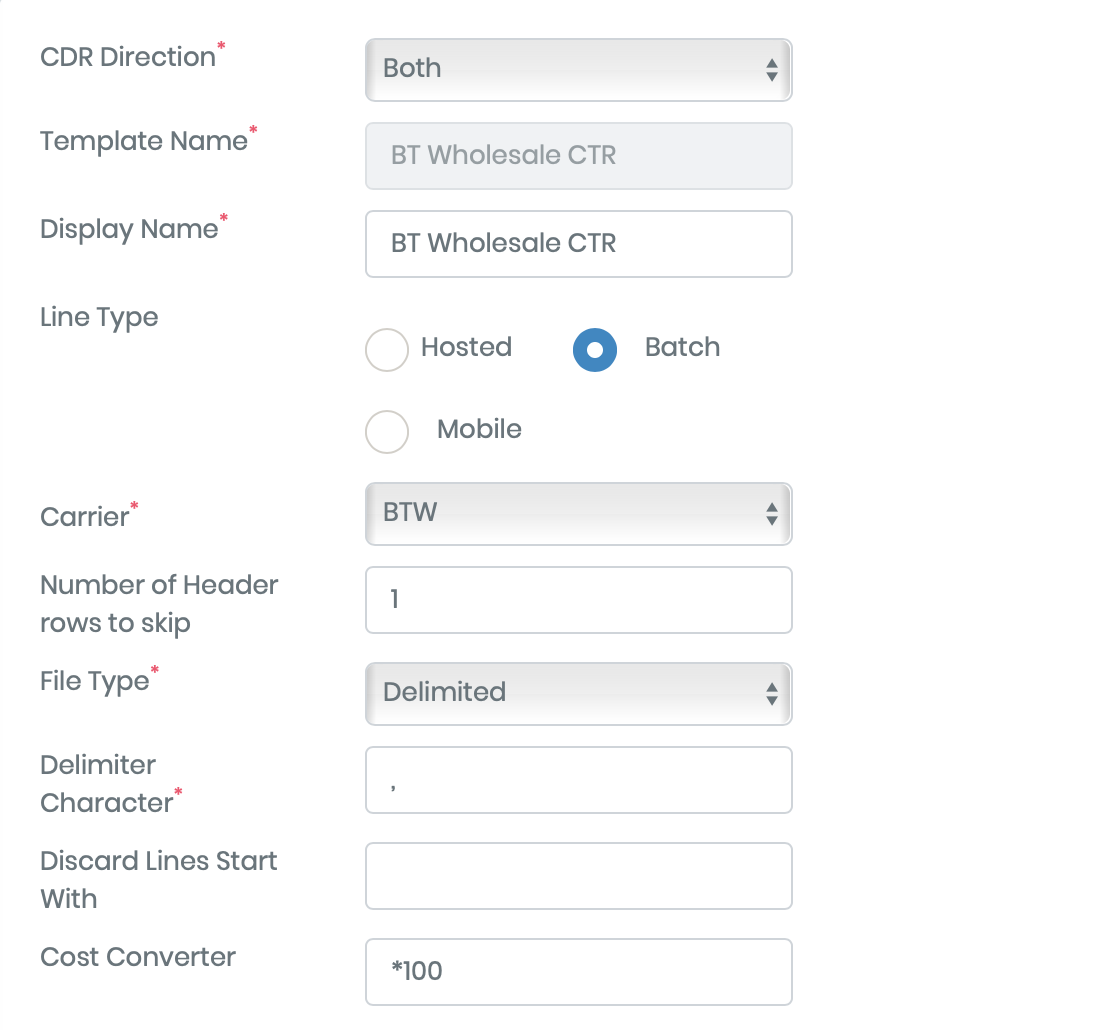 CDR Direction*
Both
Template Name*
BT Wholesale CTR
Display Name*
BT Wholesale CTR
Line Type
Hosted
Batch
Mobile
Carrier*
BTW
Number of Header
rows to skip
1
File Type*
Delimited
Delimiter
Character*
,
Discard Lines Start
With
Cost Converter
*100